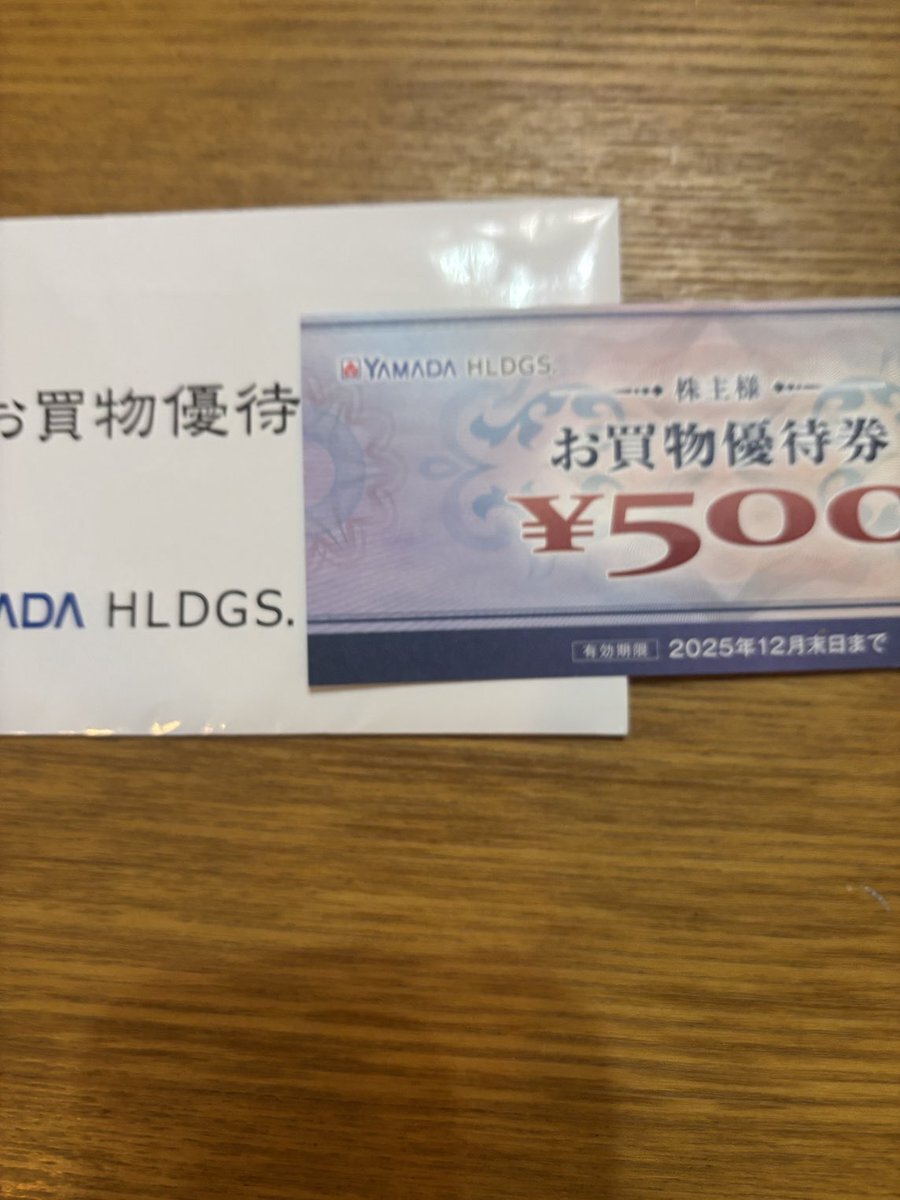 お買物優待
ADA HLDGS.
YAMADA HLDGS.
株主様
お買物優待券
¥500
有効期限 2025年12月末日まで